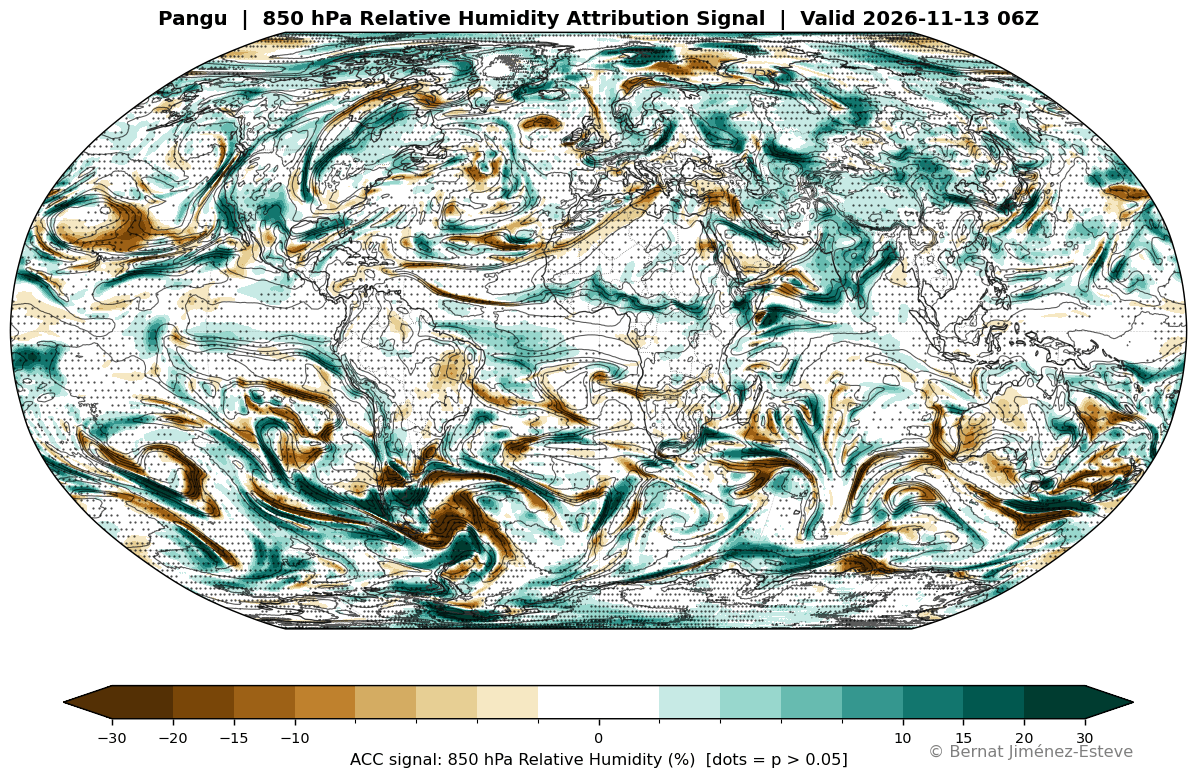 Pangu | 850 hPa Relative Humidity Attribution Signal | Valid 2026-11-13 06Z
−30 −20 −15 −10 0 10 15 20 30
ACC signal: 850 hPa Relative Humidity (%) [dots = p > 0.05]
© Bernat Jiménez-Esteve